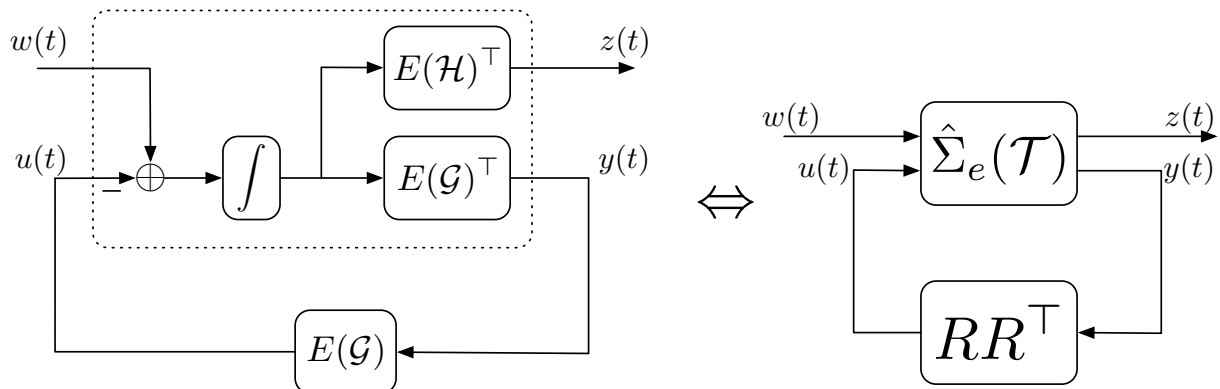 w(t)
z(t)
E(ℋ)^⊤
u(t)
−
⊕
∫
E(𝒢)^⊤
y(t)
E(𝒢)
⇔
w(t)
z(t)
Σ̂_e(𝒯)
u(t)
y(t)
RR^⊤